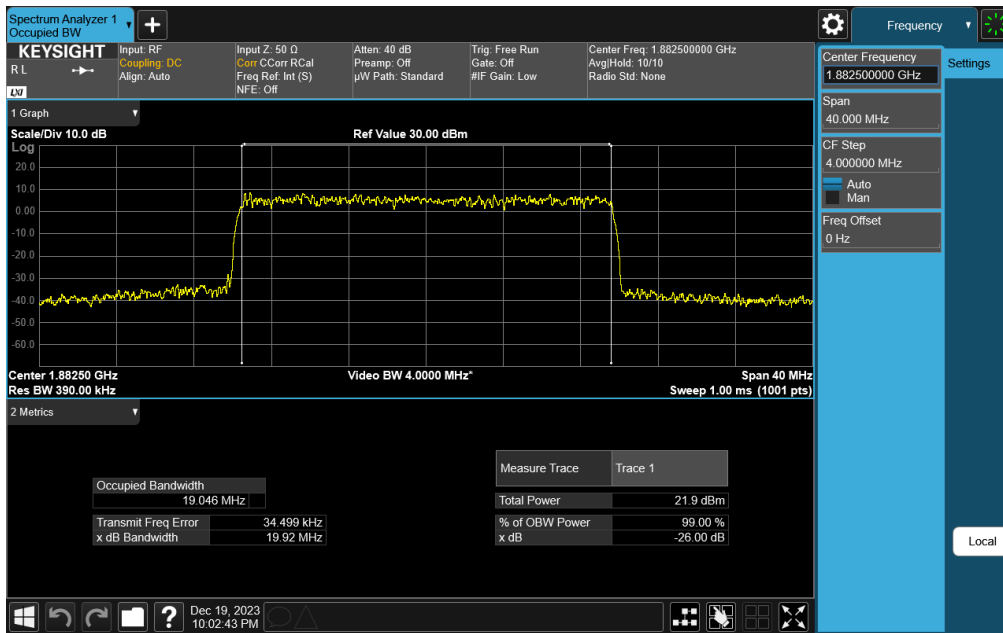 Spectrum Analyzer 1
Occupied BW
Frequency
KEYSIGHT
R L
LXI
Input: RF
Coupling: DC
Align: Auto
Input Z: 50 Ω
Corr CCorr RCal
Freq Ref: Int (S)
NFE: Off
Atten: 40 dB
Preamp: Off
µW Path: Standard
Trig: Free Run
Gate: Off
#IF Gain: Low
Center Freq: 1.882500000 GHz
Avg|Hold: 10/10
Radio Std: None
Center Frequency
1.882500000 GHz
Settings
Span
40.000 MHz
CF Step
4.000000 MHz
Auto
Man
Freq Offset
0 Hz
Local
1 Graph
Scale/Div 10.0 dB
Ref Value 30.00 dBm
Log
20.0
10.0
0.00
-10.0
-20.0
-30.0
-40.0
-50.0
-60.0
Center 1.88250 GHz
Video BW 4.0000 MHz*
Span 40 MHz
Res BW 390.00 kHz
Sweep 1.00 ms (1001 pts)
2 Metrics
Occupied Bandwidth
19.046 MHz
Transmit Freq Error 34.499 kHz
x dB Bandwidth 19.92 MHz
Measure Trace Trace 1
Total Power 21.9 dBm
% of OBW Power 99.00 %
x dB -26.00 dB
?
Dec 19, 2023
10:02:43 PM